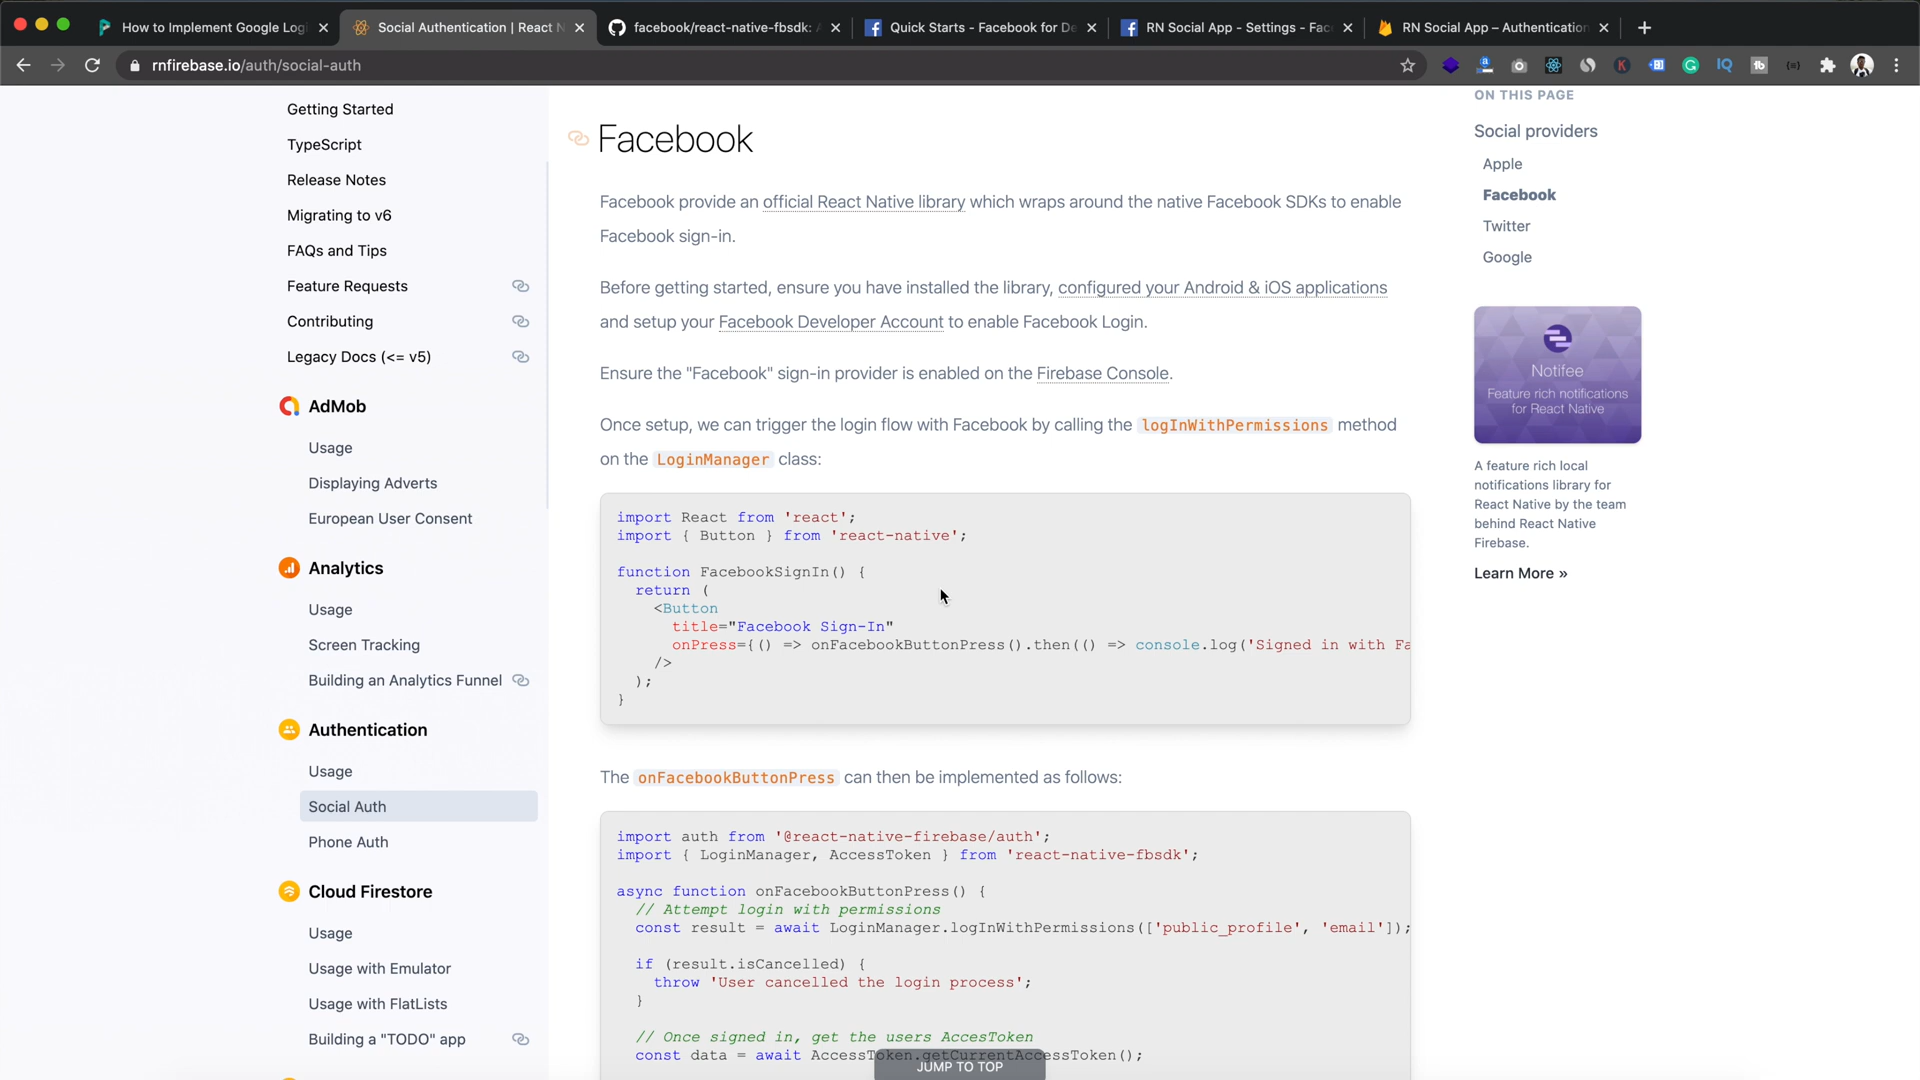 How to Implement Google Log
Social Authentication | React N
facebook/react-native-fbsdk: A
Quick Starts - Facebook for De
RN Social App - Settings - Fac
RN Social App – Authentication
rnfirebase.io/auth/social-auth
Getting Started
TypeScript
Release Notes
Migrating to v6
FAQs and Tips
Feature Requests
Contributing
Legacy Docs (<= v5)
AdMob
Usage
Displaying Adverts
European User Consent
Analytics
Usage
Screen Tracking
Building an Analytics Funnel
Authentication
Usage
Social Auth
Phone Auth
Cloud Firestore
Usage
Usage with Emulator
Usage with FlatLists
Building a "TODO" app
Facebook
Facebook provide an official React Native library which wraps around the native Facebook SDKs to enable
Facebook sign-in.
Before getting started, ensure you have installed the library, configured your Android & iOS applications
and setup your Facebook Developer Account to enable Facebook Login.
Ensure the "Facebook" sign-in provider is enabled on the Firebase Console.
Once setup, we can trigger the login flow with Facebook by calling the logInWithPermissions method
on the LoginManager class:
import React from 'react';
import { Button } from 'react-native';
function FacebookSignIn() {
return (
<Button
title="Facebook Sign-In"
onPress={() => onFacebookButtonPress().then(() => console.log('Signed in with Fa
/>
);
}
The onFacebookButtonPress can then be implemented as follows:
import auth from '@react-native-firebase/auth';
import { LoginManager, AccessToken } from 'react-native-fbsdk';
async function onFacebookButtonPress() {
// Attempt login with permissions
const result = await LoginManager.logInWithPermissions(['public_profile', 'email']);
if (result.isCancelled) {
throw 'User cancelled the login process';
}
// Once signed in, get the users AccesToken
const data = await AccessToken.getCurrentAccessToken();
JUMP TO TOP
ON THIS PAGE
Social providers
Apple
Facebook
Twitter
Google
Notifee
Feature rich notifications
for React Native
A feature rich local
notifications library for
React Native by the team
behind React Native
Firebase.
Learn More »